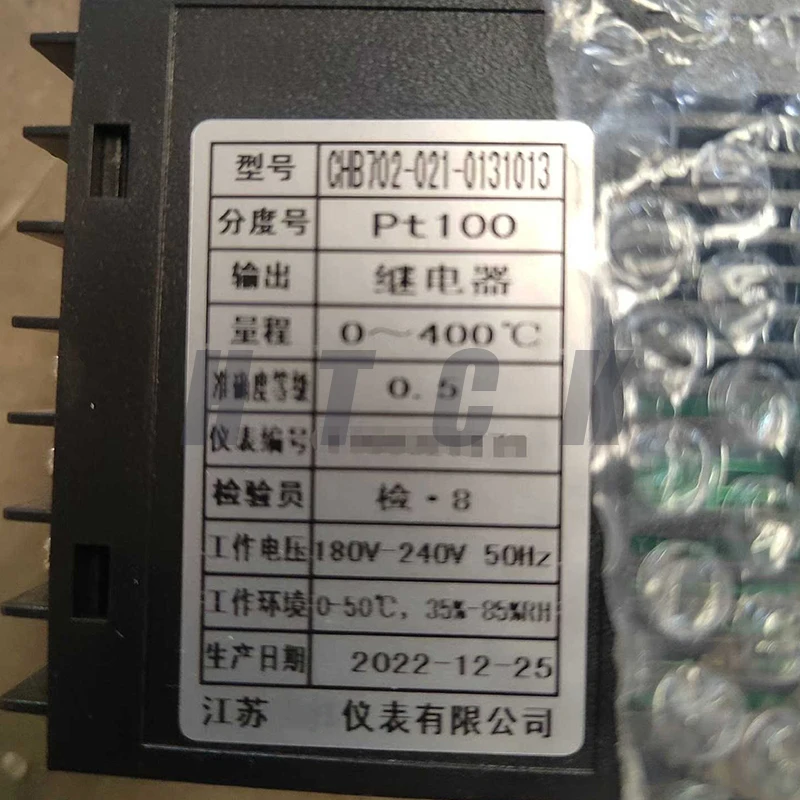 型号 CHB702-021-0131013
分度号 Pt100
输出 继电器
量程 0～400℃
准确度等级 0.5
仪表编号
检验员 检·8
工作电压 180V-240V 50Hz
工作环境 0-50℃, 35%-85%RH
生产日期 2022-12-25
江苏 仪表有限公司
HTCK